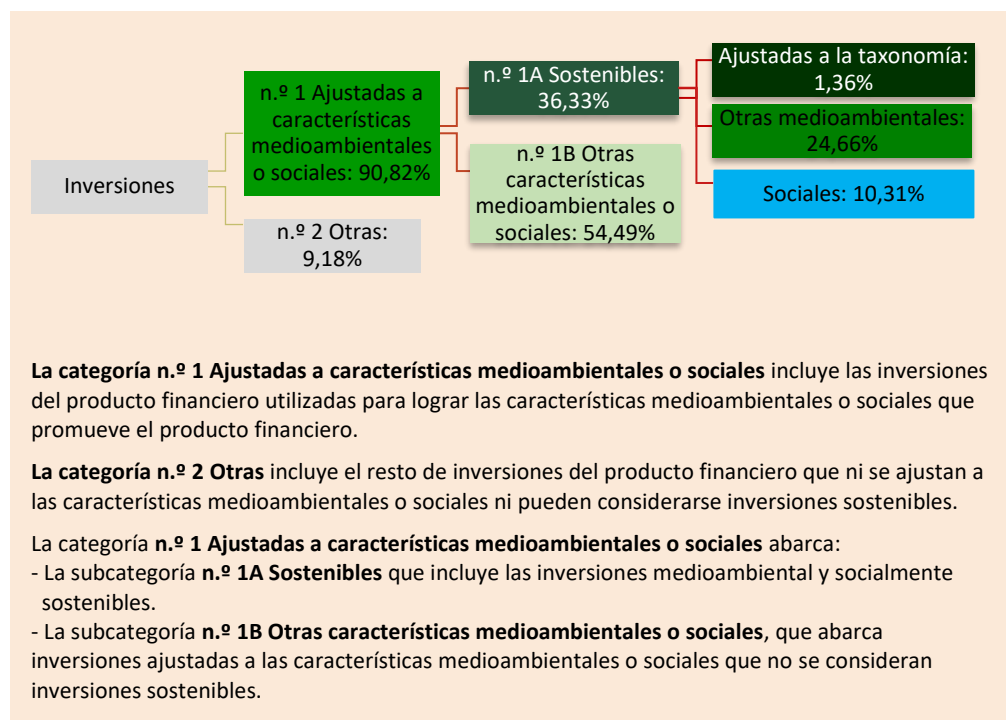 Inversiones
n.º 1 Ajustadas a
características
medioambientales
o sociales: 90,82%
n.º 2 Otras:
9,18%
n.º 1A Sostenibles:
36,33%
n.º 1B Otras
características
medioambientales o
sociales: 54,49%
Ajustadas a la taxonomía:
1,36%
Otras medioambientales:
24,66%
Sociales: 10,31%
La categoría n.º 1 Ajustadas a características medioambientales o sociales incluye las inversiones
del producto financiero utilizadas para lograr las características medioambientales o sociales que
promueve el producto financiero.
La categoría n.º 2 Otras incluye el resto de inversiones del producto financiero que ni se ajustan a
las características medioambientales o sociales ni pueden considerarse inversiones sostenibles.
La categoría n.º 1 Ajustadas a características medioambientales o sociales abarca:
- La subcategoría n.º 1A Sostenibles que incluye las inversiones medioambiental y socialmente
sostenibles.
- La subcategoría n.º 1B Otras características medioambientales o sociales, que abarca
inversiones ajustadas a las características medioambientales o sociales que no se consideran
inversiones sostenibles.